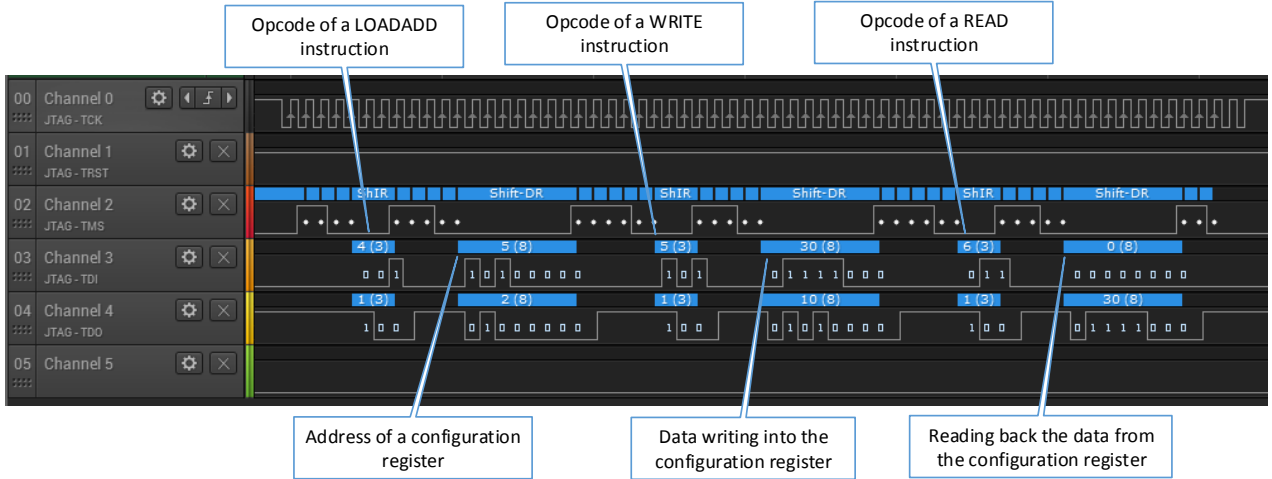 Opcode of a LOADADD
instruction
Opcode of a WRITE
instruction
Opcode of a READ
instruction
00 Channel 0
JTAG - TCK
01 Channel 1
JTAG - TRST
ShIR Shift-DR ShIR Shift-DR ShIR Shift-DR
02 Channel 2
JTAG - TMS
4 (3) 5 (8) 5 (3) 30 (8) 6 (3) 0 (8)
03 Channel 3
JTAG - TDI
0 0 1 1 0 1 0 0 0 0 0 1 0 1 0 1 1 1 1 0 0 0 0 1 1 0 0 0 0 0 0 0 0
1 (3) 2 (8) 1 (3) 10 (8) 1 (3) 30 (8)
04 Channel 4
JTAG - TDO
1 0 0 0 1 0 0 0 0 0 0 1 0 0 0 1 0 1 0 0 0 0 1 0 0 0 1 1 1 1 0 0 0
05 Channel 5
Address of a configuration
register
Data writing into the
configuration register
Reading back the data from
the configuration register